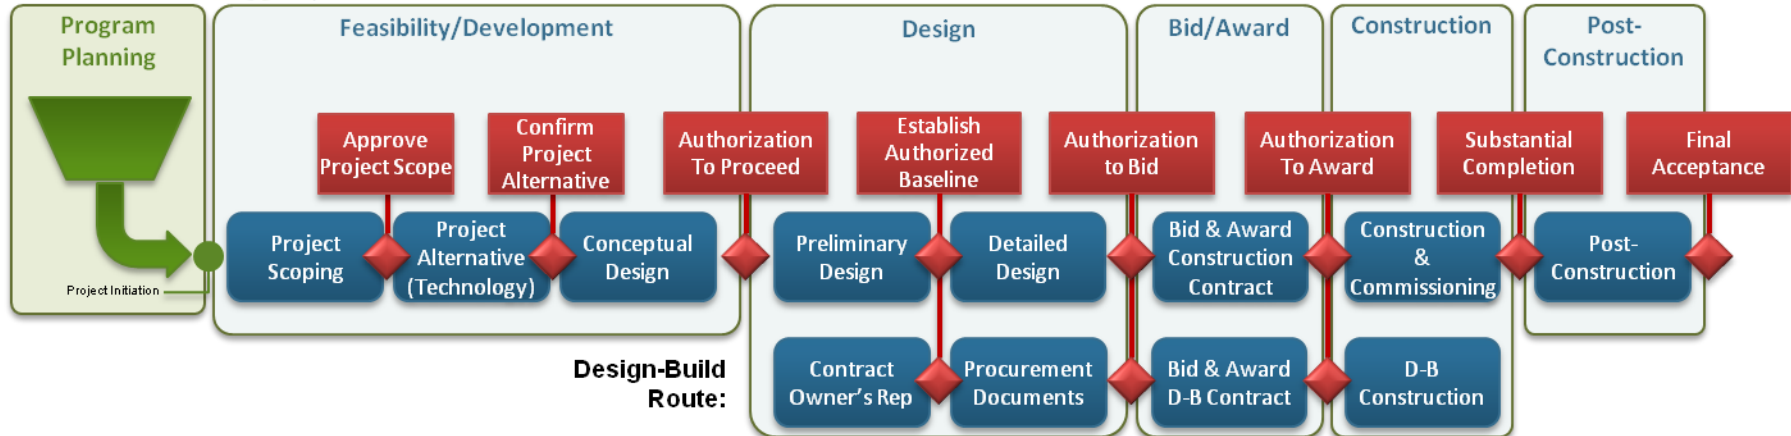 Program
Planning
Feasibility/Development
Design
Bid/Award
Construction
Post-
Construction
Approve
Project Scope
Confirm
Project
Alternative
Authorization
To Proceed
Establish
Authorized
Baseline
Authorization
to Bid
Authorization
To Award
Substantial
Completion
Final
Acceptance
Project Initiation
Project
Scoping
Project
Alternative
(Technology)
Conceptual
Design
Preliminary
Design
Detailed
Design
Bid & Award
Construction
Contract
Construction
&
Commissioning
Post-
Construction
Design-Build
Route:
Contract
Owner's Rep
Procurement
Documents
Bid & Award
D-B Contract
D-B
Construction